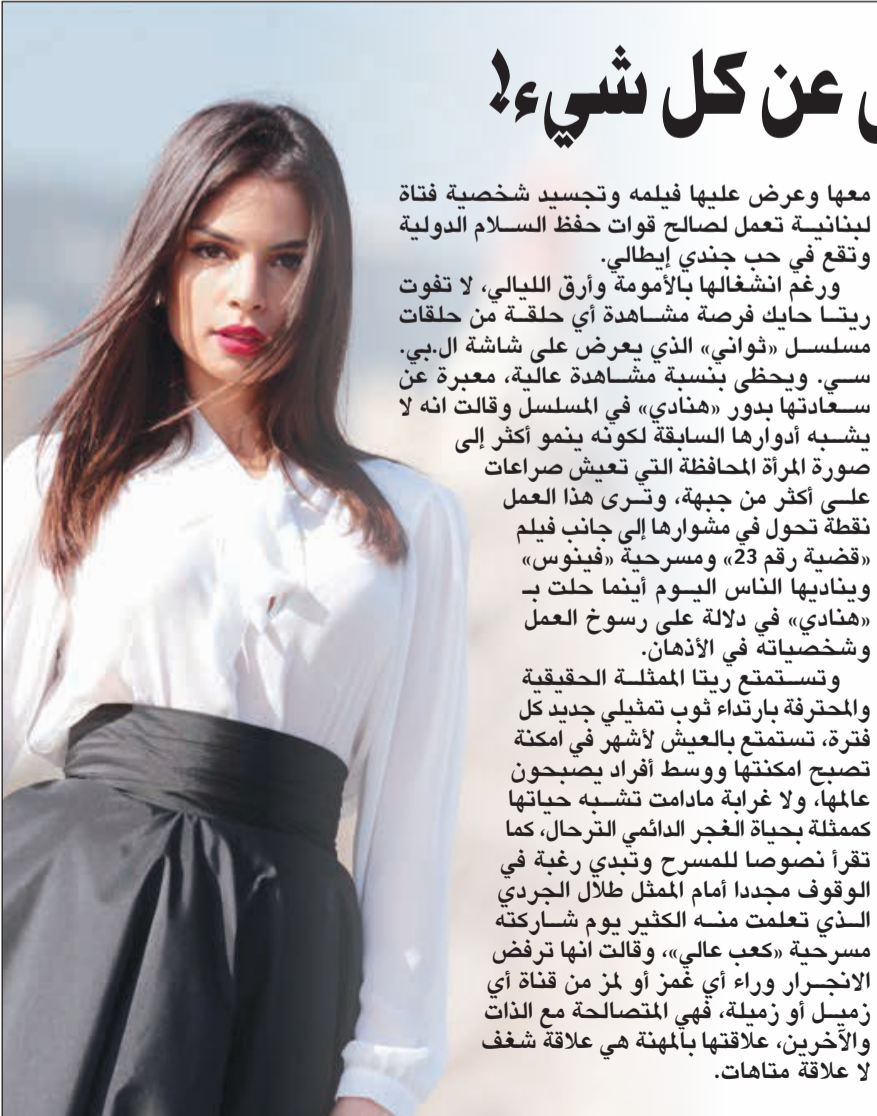 عن كل شيء!
معها وعرض عليها فيلمه وتجسيد شخصية فتاة
لبنانية تعمل لصالح قوات حفظ السلام الدولية
وتقع في حب جندي إيطالي.
ورغم انشغالها بالأمومة وأرق الليالي، لا تفوت
ريتا حايك فرصة مشاهدة أي حلقة من حلقات
مسلسل «ثواني» الذي يعرض على شاشة ال.بي.
سي. ويحظى بنسبة مشاهدة عالية، معبرة عن
سعادتها بدور «هنادي» في المسلسل وقالت انه لا
يشبه أدوارها السابقة لكونه ينمو أكثر إلى
صورة المرأة المحافظة التي تعيش صراعات
على أكثر من جبهة، وترى هذا العمل
نقطة تحول في مشوارها إلى جانب فيلم
«قضية رقم 23» ومسرحية «فينوس»
ويناديها الناس اليوم أينما حلت بـ
«هنادي» في دلالة على رسوخ العمل
وشخصياته في الأذهان.
وتستمتع ريتا الممثلة الحقيقية
والمحترفة بارتداء ثوب تمثيلي جديد كل
فترة، تستمتع بالعيش لأشهر في امكنة
تصبح امكنتها ووسط أفراد يصبحون
عالمها، ولا غرابة مادامت تشبه حياتها
كممثلة بحياة الغجر الدائمي الترحال، كما
تقرأ نصوصا للمسرح وتبدي رغبة في
الوقوف مجددا أمام الممثل طلال الجردي
الذي تعلمت منه الكثير يوم شاركته
مسرحية «كعب عالي»، وقالت انها ترفض
الانجرار وراء أي غمز أو لمز من قناة أي
زميل أو زميلة، فهي المتصالحة مع الذات
والآخرين، علاقتها بالمهنة هي علاقة شغف
لا علاقة متاهات.